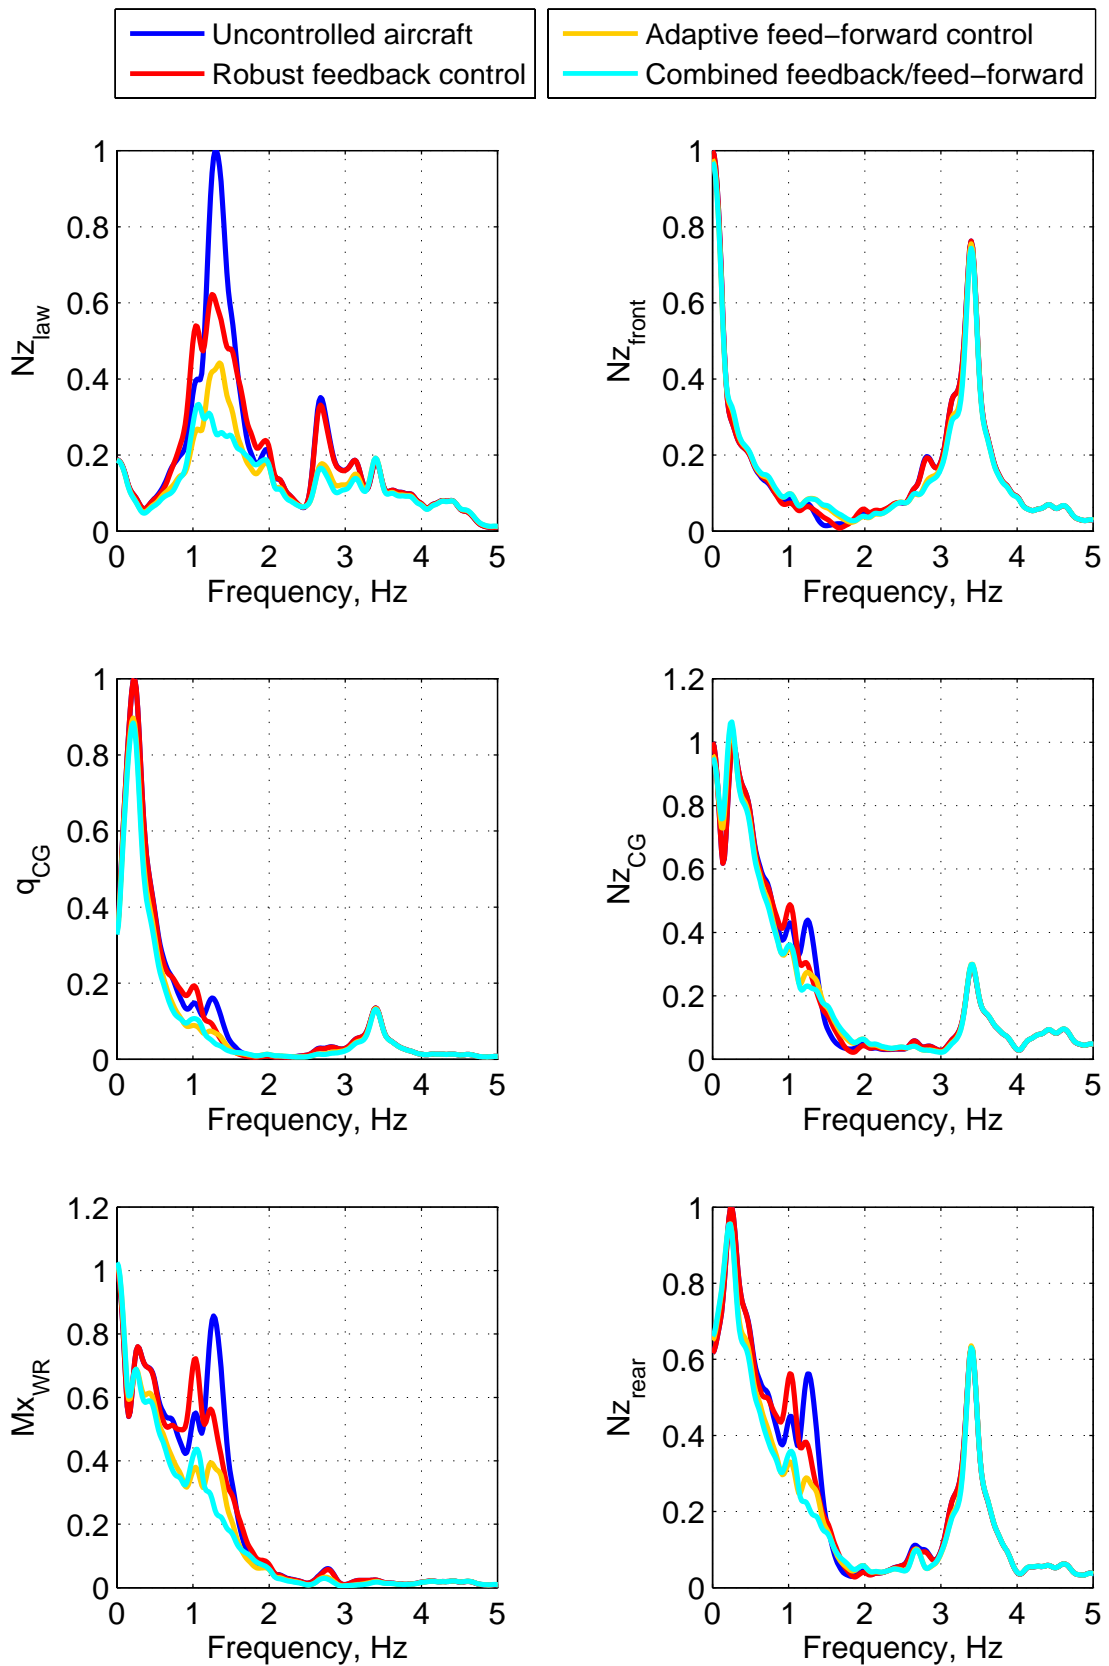 Uncontrolled aircraft
Robust feedback control
Adaptive feed−forward control
Combined feedback/feed−forward
1
0.8
0.6
0.4
0.2
0
0 1 2 3 4 5
Nz_law
Frequency, Hz
1
0.8
0.6
0.4
0.2
0
0 1 2 3 4 5
Nz_front
Frequency, Hz
1
0.8
0.6
0.4
0.2
0
0 1 2 3 4 5
q_CG
Frequency, Hz
1.2
1
0.8
0.6
0.4
0.2
0
0 1 2 3 4 5
Nz_CG
Frequency, Hz
1.2
1
0.8
0.6
0.4
0.2
0
0 1 2 3 4 5
Mx_WR
Frequency, Hz
1
0.8
0.6
0.4
0.2
0
0 1 2 3 4 5
Nz_rear
Frequency, Hz